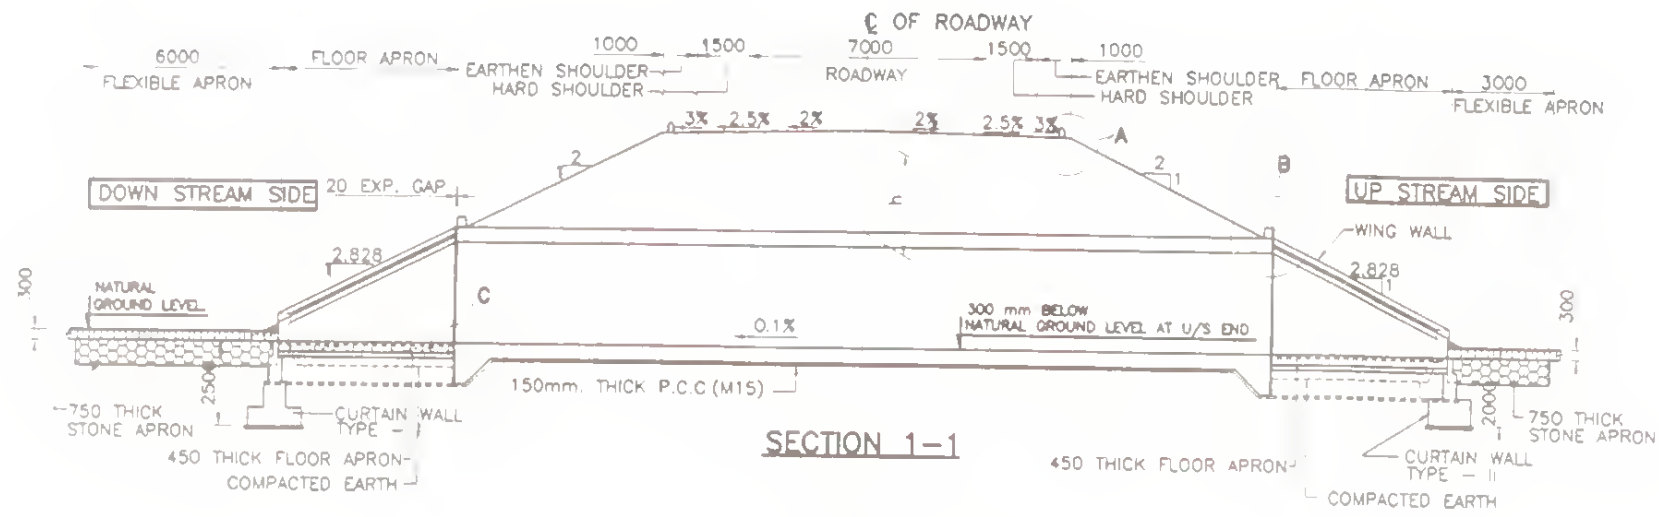 ℄ OF ROADWAY
6000
FLEXIBLE APRON
FLOOR APRON
1000
1500
7000
ROADWAY
1500
1000
EARTHEN SHOULDER
HARD SHOULDER
EARTHEN SHOULDER
HARD SHOULDER
FLOOR APRON
3000
FLEXIBLE APRON
3%
2.5%
2%
2%
2.5%
3%
A
2
2
1
B
DOWN STREAM SIDE
20 EXP. GAP
UP STREAM SIDE
WING WALL
2.828
2.828
1
300
NATURAL
GROUND LEVEL
C
0.1%
300 mm BELOW
NATURAL GROUND LEVEL AT U/S END
300
2500
150mm. THICK P.C.C (M15)
2000
750 THICK
STONE APRON
CURTAIN WALL
TYPE -
450 THICK FLOOR APRON
COMPACTED EARTH
SECTION 1-1
450 THICK FLOOR APRON
COMPACTED EARTH
CURTAIN WALL
TYPE - II
750 THICK
STONE APRON